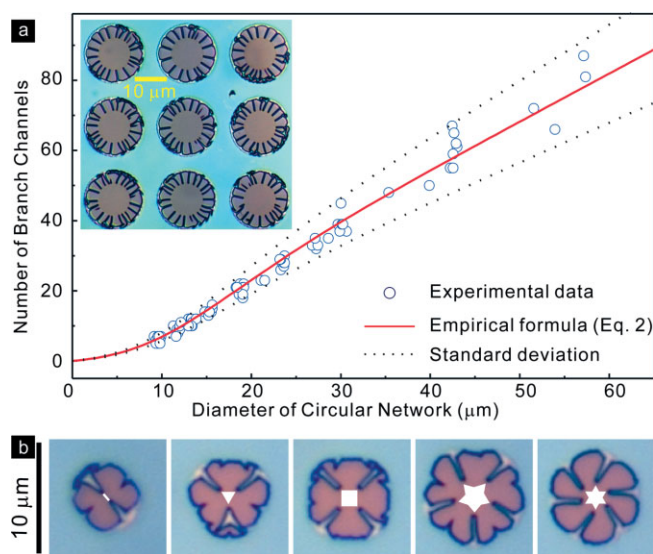 a
10 μm
Number of Branch Channels
80
60
40
20
0
Experimental data
Empirical formula (Eq. 2)
Standard deviation
0 10 20 30 40 50 60
Diameter of Circular Network (μm)
b
10 μm